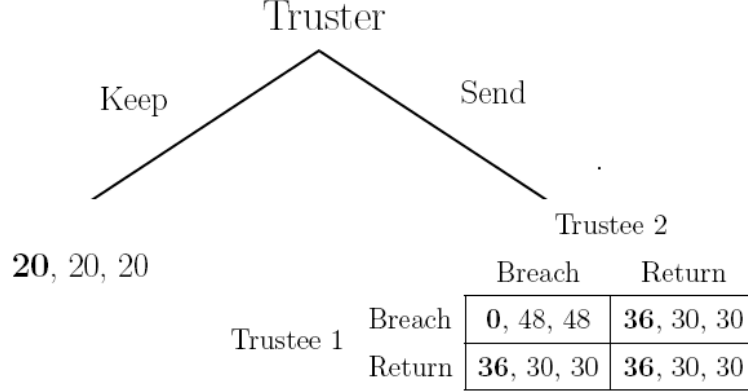 Truster
Keep
Send
Trustee 2
20, 20, 20
Breach Return
Breach 0, 48, 48 36, 30, 30
Trustee 1
Return 36, 30, 30 36, 30, 30